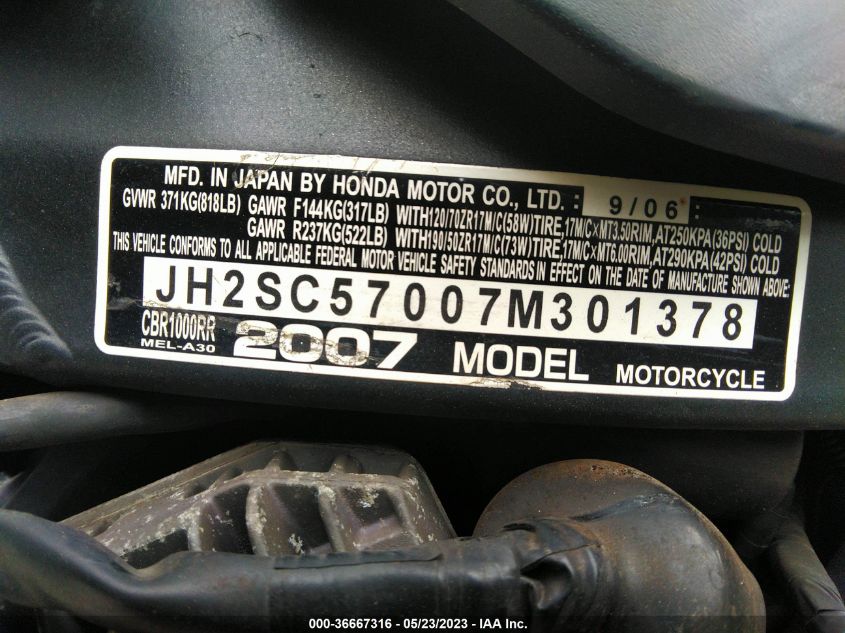 MFD. IN JAPAN BY HONDA MOTOR CO., LTD.: 9/06:
GVWR 371KG(818LB) GAWR F144KG(317LB) WITH120/70ZR17M/C(58W)TIRE,17M/C×MT3.50RIM,AT250KPA(36PSI) COLD
GAWR R237KG(522LB) WITH190/50ZR17M/C(73W)TIRE,17M/C×MT6.00RIM,AT290KPA(42PSI) COLD
THIS VEHICLE CONFORMS TO ALL APPLICABLE FEDERAL MOTOR VEHICLE SAFETY STANDARDS IN EFFECT ON THE DATE OF MANUFACTURE SHOWN ABOVE:
JH2SC57007M301378
CBR1000RR
MEL-A30
2007 MODEL MOTORCYCLE
000-36667316 - 05/23/2023 - IAA Inc.